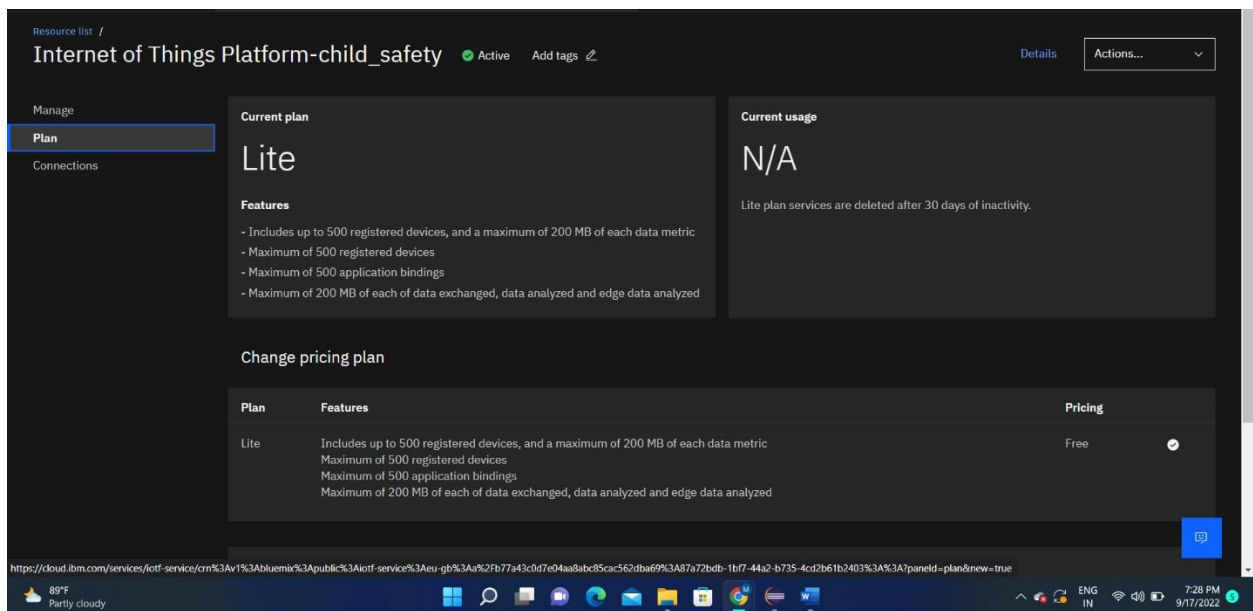 Resource list /
Internet of Things Platform-child_safety Active Add tags
Details Actions...
Manage
Plan
Connections
Current plan
Lite
Features
- Includes up to 500 registered devices, and a maximum of 200 MB of each data metric
- Maximum of 500 registered devices
- Maximum of 500 application bindings
- Maximum of 200 MB of each of data exchanged, data analyzed and edge data analyzed
Current usage
N/A
Lite plan services are deleted after 30 days of inactivity.
Change pricing plan
Plan Features Pricing
Lite Includes up to 500 registered devices, and a maximum of 200 MB of each data metric Free
Maximum of 500 registered devices
Maximum of 500 application bindings
Maximum of 200 MB of each of data exchanged, data analyzed and edge data analyzed
https://cloud.ibm.com/services/iotf-service/crn%3Av1%3Abluemix%3Apublic%3Aiotf-service%3Aeu-gb%3Aa%2Fb77a43c0d7e04aa8abc85cac562dba69%3A87a72bdb-1bf7-44a2-b735-4cd2b61b2403%3A%3A?paneId=plan&new=true
89°F
Partly cloudy
ENG
IN
7:28 PM
9/17/2022
5